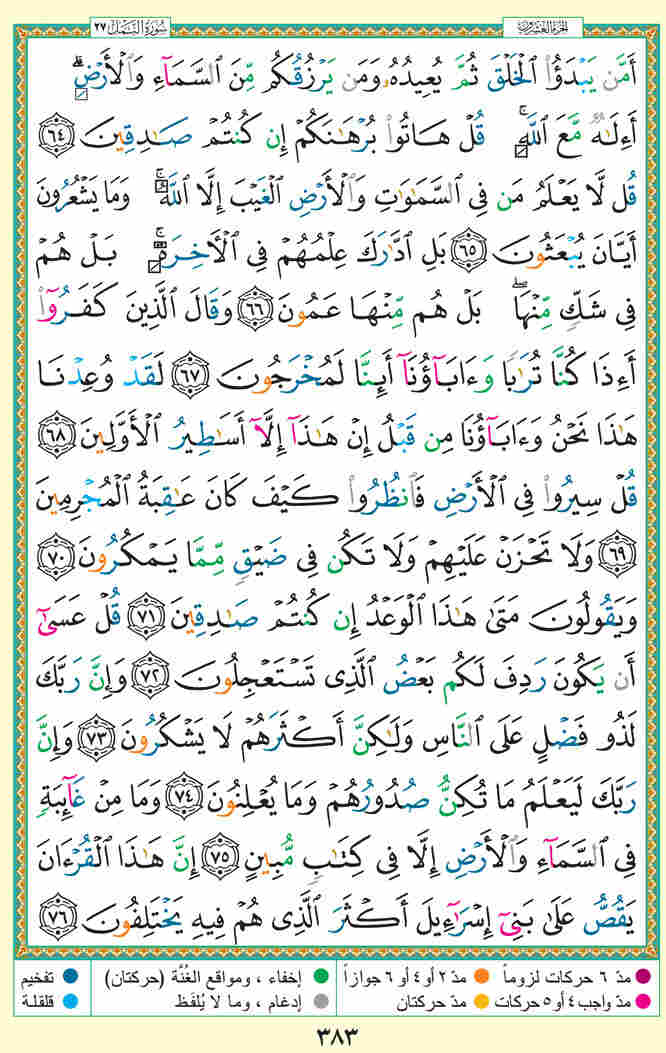 سُورَةُ النَّمْلِ ٢٧
الجزء العشرون
أَمَّن يَبْدَؤُا۟ ٱلْخَلْقَ ثُمَّ يُعِيدُهُۥ وَمَن يَرْزُقُكُم مِّنَ ٱلسَّمَآءِ وَٱلْأَرْضِ ۗ
أَءِلَـٰهٌ مَّعَ ٱللَّهِ ۚ قُلْ هَاتُوا۟ بُرْهَـٰنَكُمْ إِن كُنتُمْ صَـٰدِقِينَ ٦٤
قُل لَّا يَعْلَمُ مَن فِى ٱلسَّمَـٰوَٰتِ وَٱلْأَرْضِ ٱلْغَيْبَ إِلَّا ٱللَّهُ ۚ وَمَا يَشْعُرُونَ
أَيَّانَ يُبْعَثُونَ ٦٥ بَلِ ٱدَّٰرَكَ عِلْمُهُمْ فِى ٱلْـَٔاخِرَةِ ۚ بَلْ هُمْ
فِى شَكٍّ مِّنْهَا ۖ بَلْ هُم مِّنْهَا عَمُونَ ٦٦ وَقَالَ ٱلَّذِينَ كَفَرُوٓا۟
أَءِذَا كُنَّا تُرَٰبًا وَءَابَآؤُنَآ أَئِنَّا لَمُخْرَجُونَ ٦٧ لَقَدْ وُعِدْنَا
هَـٰذَا نَحْنُ وَءَابَآؤُنَا مِن قَبْلُ إِنْ هَـٰذَآ إِلَّآ أَسَـٰطِيرُ ٱلْأَوَّلِينَ ٦٨
قُلْ سِيرُوا۟ فِى ٱلْأَرْضِ فَٱنظُرُوا۟ كَيْفَ كَانَ عَـٰقِبَةُ ٱلْمُجْرِمِينَ
٦٩ وَلَا تَحْزَنْ عَلَيْهِمْ وَلَا تَكُن فِى ضَيْقٍ مِّمَّا يَمْكُرُونَ ٧٠
وَيَقُولُونَ مَتَىٰ هَـٰذَا ٱلْوَعْدُ إِن كُنتُمْ صَـٰدِقِينَ ٧١ قُلْ عَسَىٰٓ
أَن يَكُونَ رَدِفَ لَكُم بَعْضُ ٱلَّذِى تَسْتَعْجِلُونَ ٧٢ وَإِنَّ رَبَّكَ
لَذُو فَضْلٍ عَلَى ٱلنَّاسِ وَلَـٰكِنَّ أَكْثَرَهُمْ لَا يَشْكُرُونَ ٧٣ وَإِنَّ
رَبَّكَ لَيَعْلَمُ مَا تُكِنُّ صُدُورُهُمْ وَمَا يُعْلِنُونَ ٧٤ وَمَا مِنْ غَآئِبَةٍ
فِى ٱلسَّمَآءِ وَٱلْأَرْضِ إِلَّا فِى كِتَـٰبٍ مُّبِينٍ ٧٥ إِنَّ هَـٰذَا ٱلْقُرْءَانَ
يَقُصُّ عَلَىٰ بَنِىٓ إِسْرَٰٓءِيلَ أَكْثَرَ ٱلَّذِى هُمْ فِيهِ يَخْتَلِفُونَ ٧٦
مدّ ٦ حركات لزوماً مدّ ٢ أو ٤ أو ٦ جوازاً إخفاء ، ومواقع الغُنَّة (حركتان) تفخيم
مدّ واجب ٤ أو ٥ حركات مدّ حركتان إدغام ، وما لا يُلفَظ قلقلة
٣٨٣